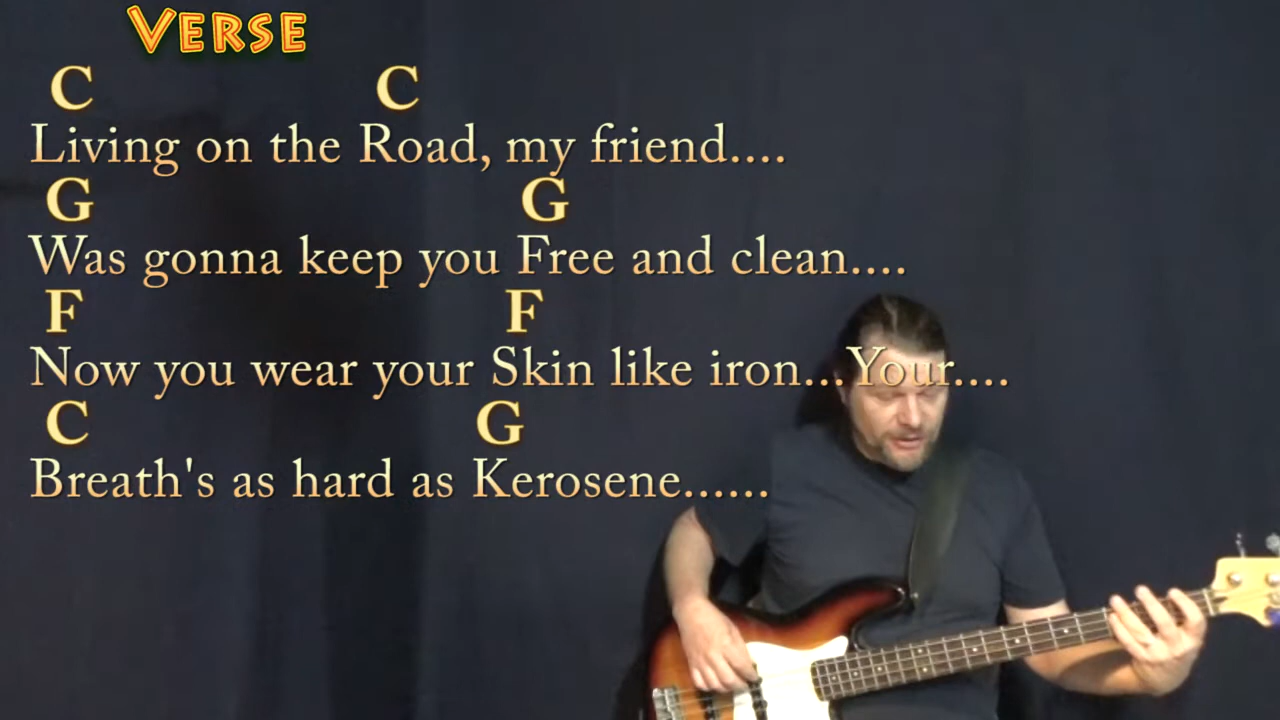 VERSE
C C
Living on the Road, my friend....
G G
Was gonna keep you Free and clean....
F F
Now you wear your Skin like iron...Your....
C G
Breath's as hard as Kerosene......